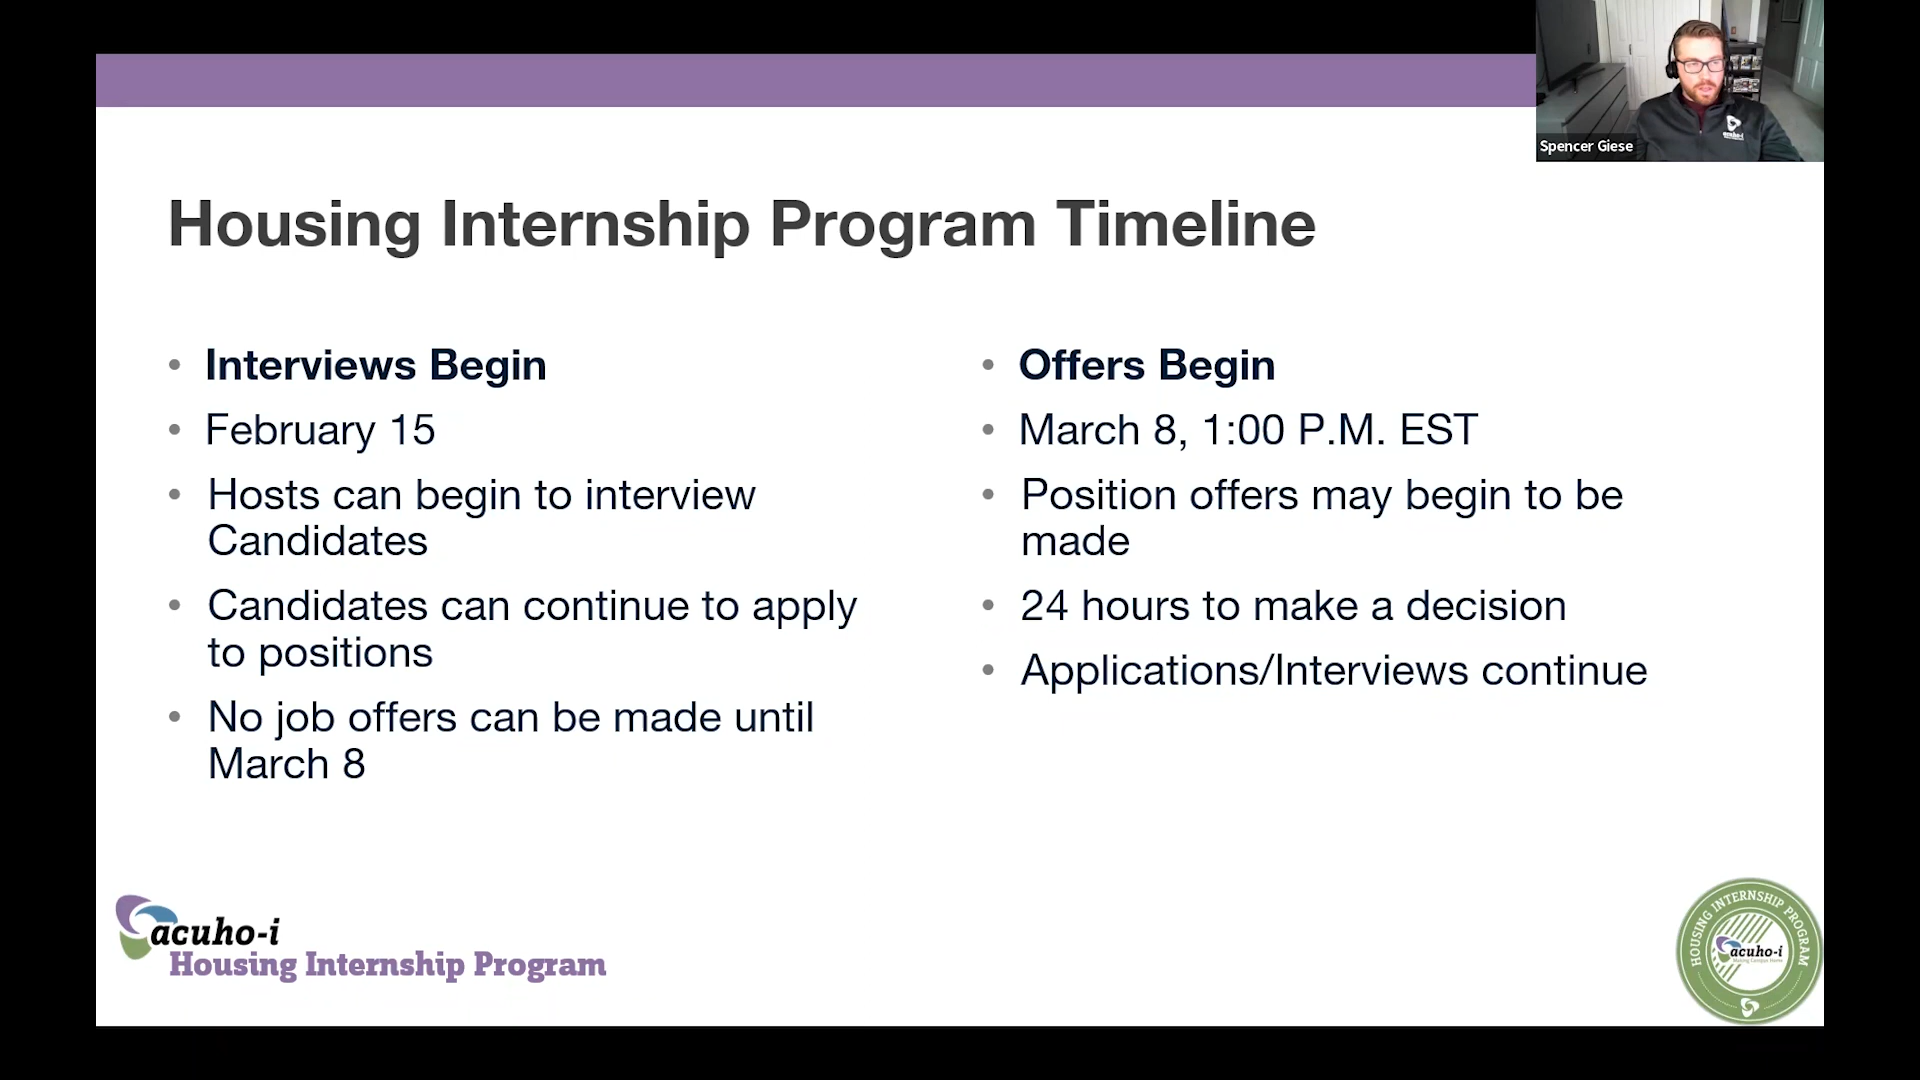 Spencer Giese
Housing Internship Program Timeline
• Interviews Begin
• February 15
• Hosts can begin to interview
Candidates
• Candidates can continue to apply
to positions
• No job offers can be made until
March 8
• Offers Begin
• March 8, 1:00 P.M. EST
• Position offers may begin to be
made
• 24 hours to make a decision
• Applications/Interviews continue
acuho-i
Housing Internship Program
HOUSING INTERNSHIP PROGRAM
acuho-i